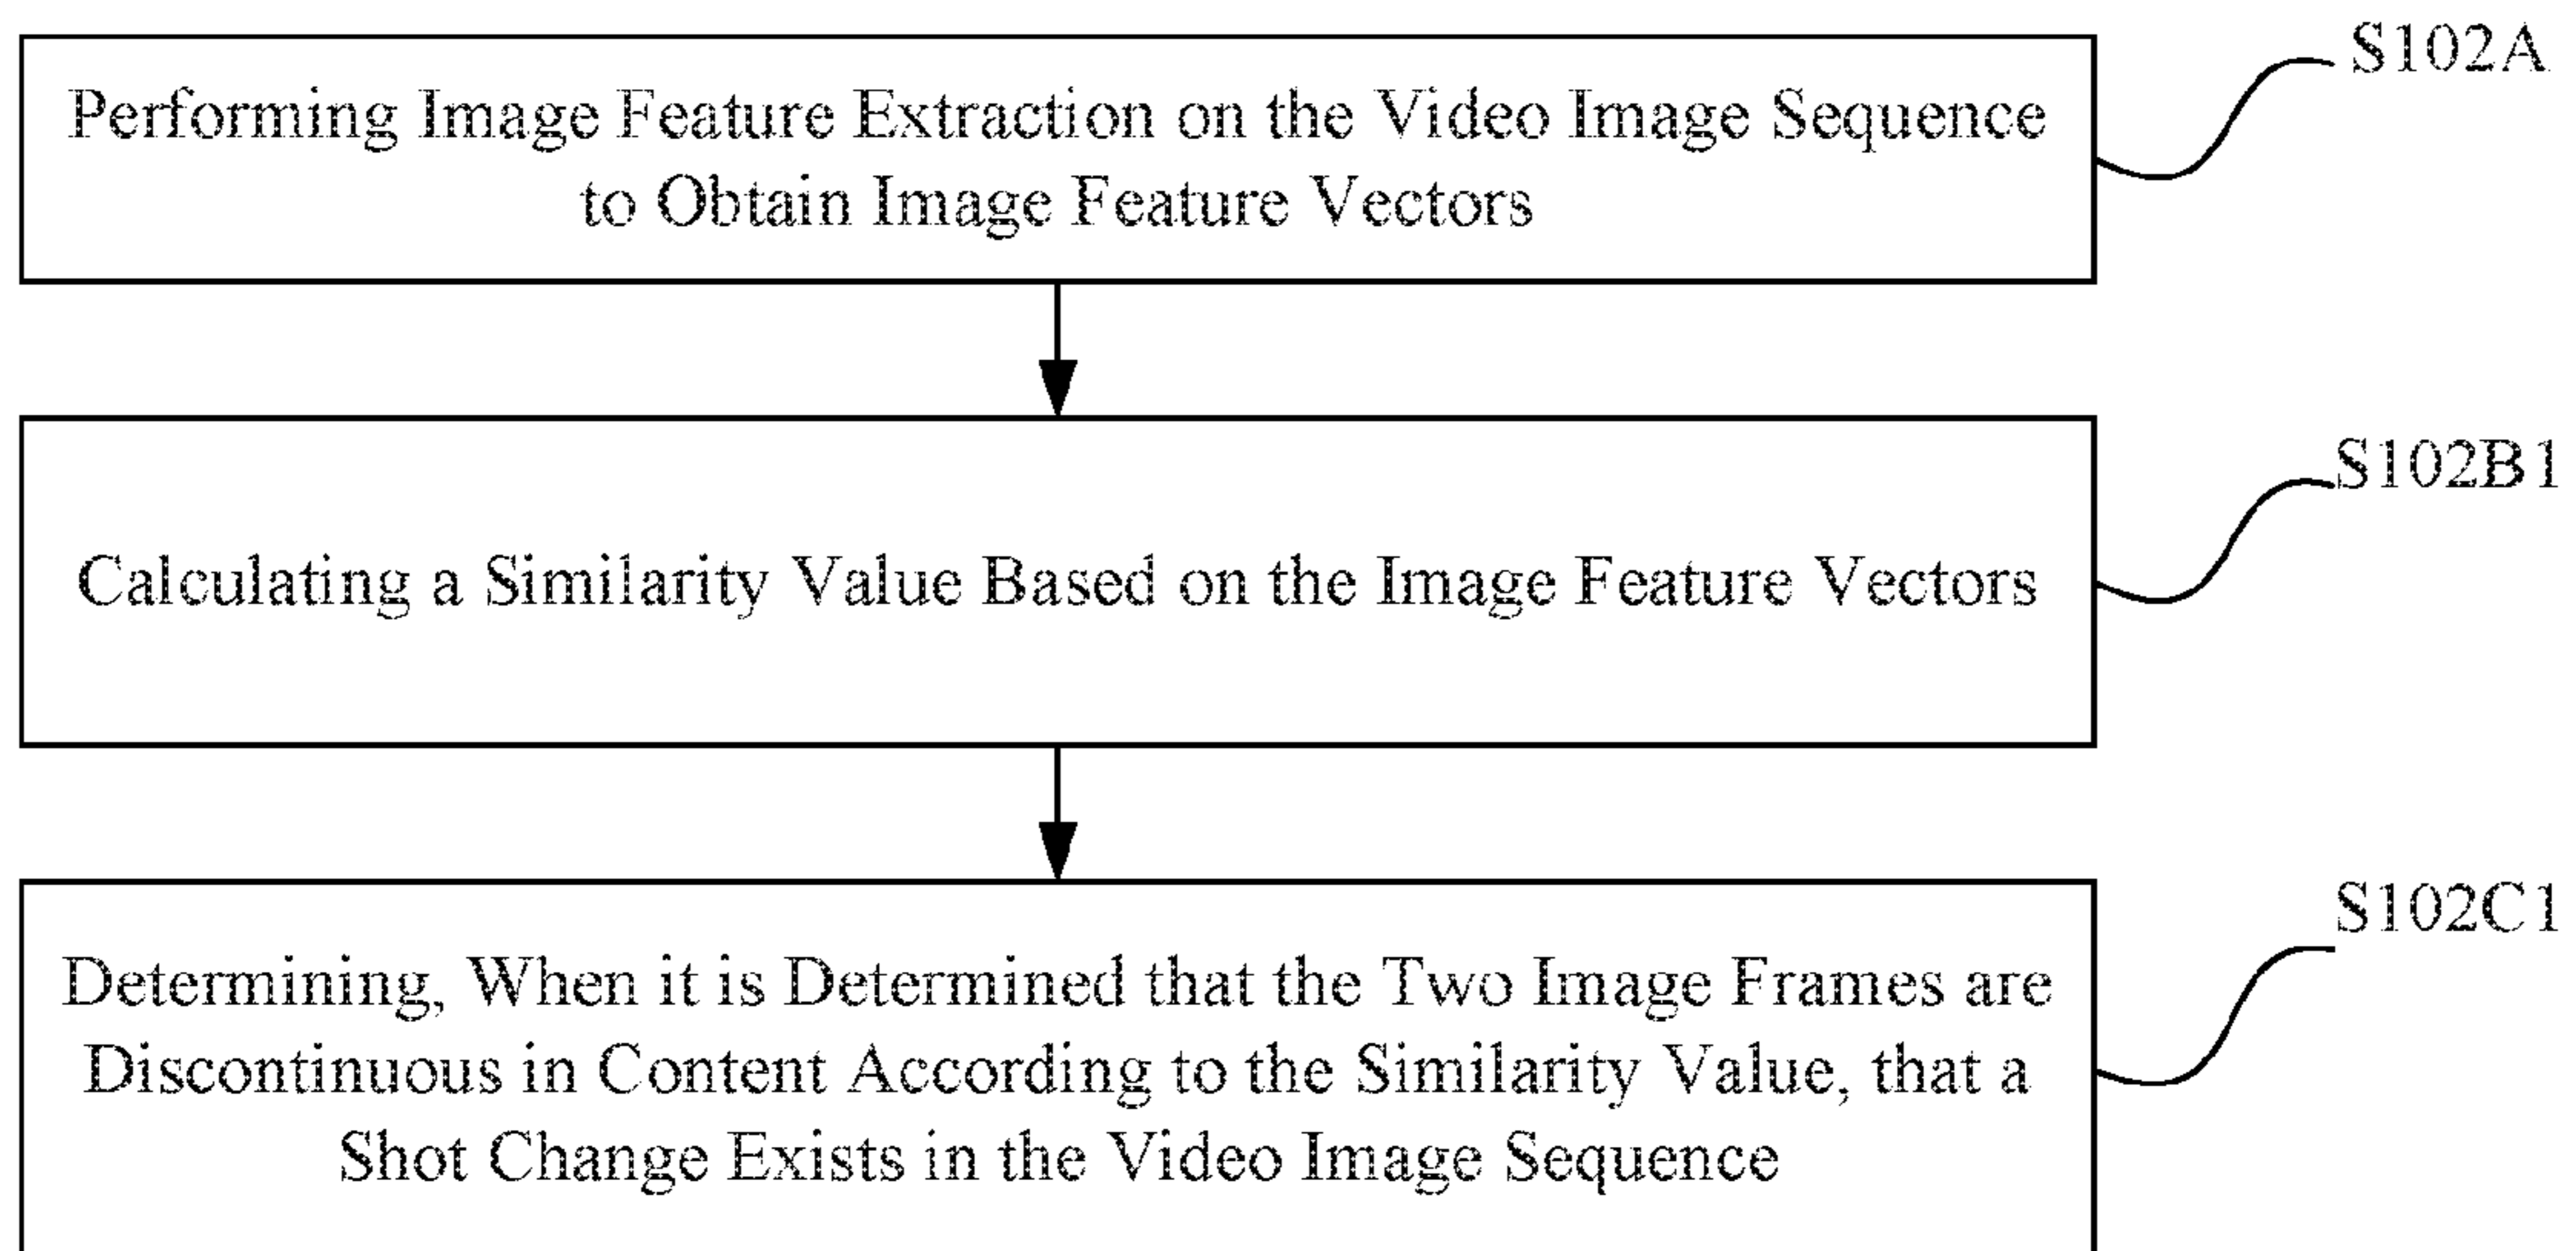 S102A
Performing Image Feature Extraction on the Video Image Sequence
to Obtain Image Feature Vectors
S102B1
Calculating a Similarity Value Based on the Image Feature Vectors
S102C1
Determining, When it is Determined that the Two Image Frames are
Discontinuous in Content According to the Similarity Value, that a
Shot Change Exists in the Video Image Sequence